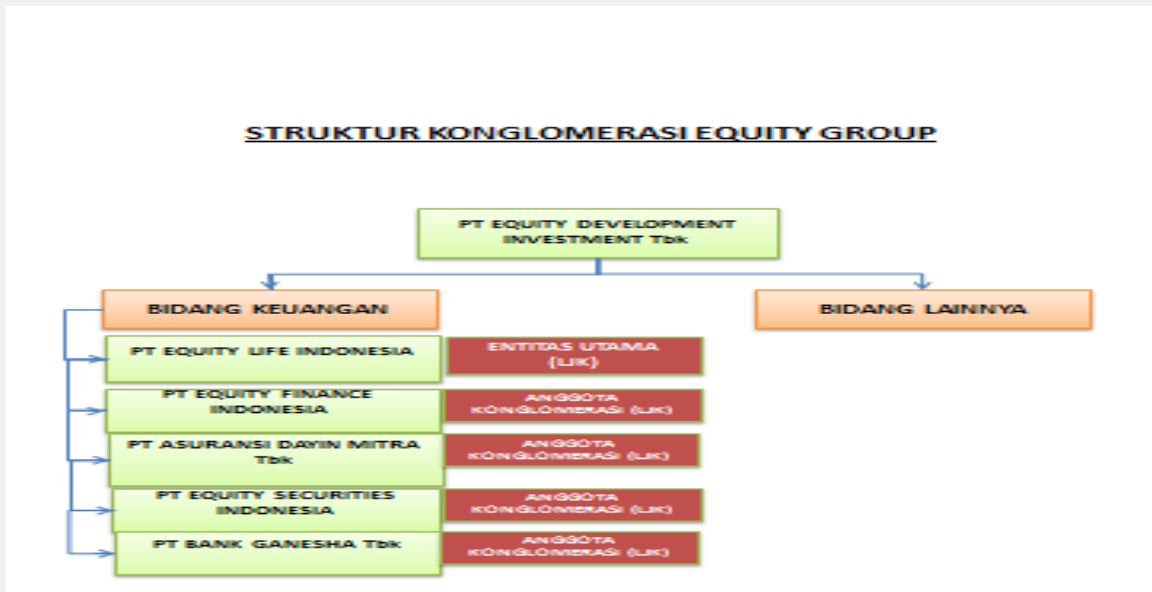 STRUKTUR KONGLOMERASI EQUITY GROUP
PT EQUITY DEVELOPMENT
INVESTMENT Tbk
BIDANG KEUANGAN
BIDANG LAINNYA
PT EQUITY LIFE INDONESIA
ENTITAS UTAMA
(LJK)
PT EQUITY FINANCE
INDONESIA
ANGGOTA
KONGLOMERASI (LJK)
PT ASURANSI DAYIN MITRA
Tbk
ANGGOTA
KONGLOMERASI (LJK)
PT EQUITY SECURITIES
INDONESIA
ANGGOTA
KONGLOMERASI (LJK)
PT BANK GANESHA Tbk
ANGGOTA
KONGLOMERASI (LJK)